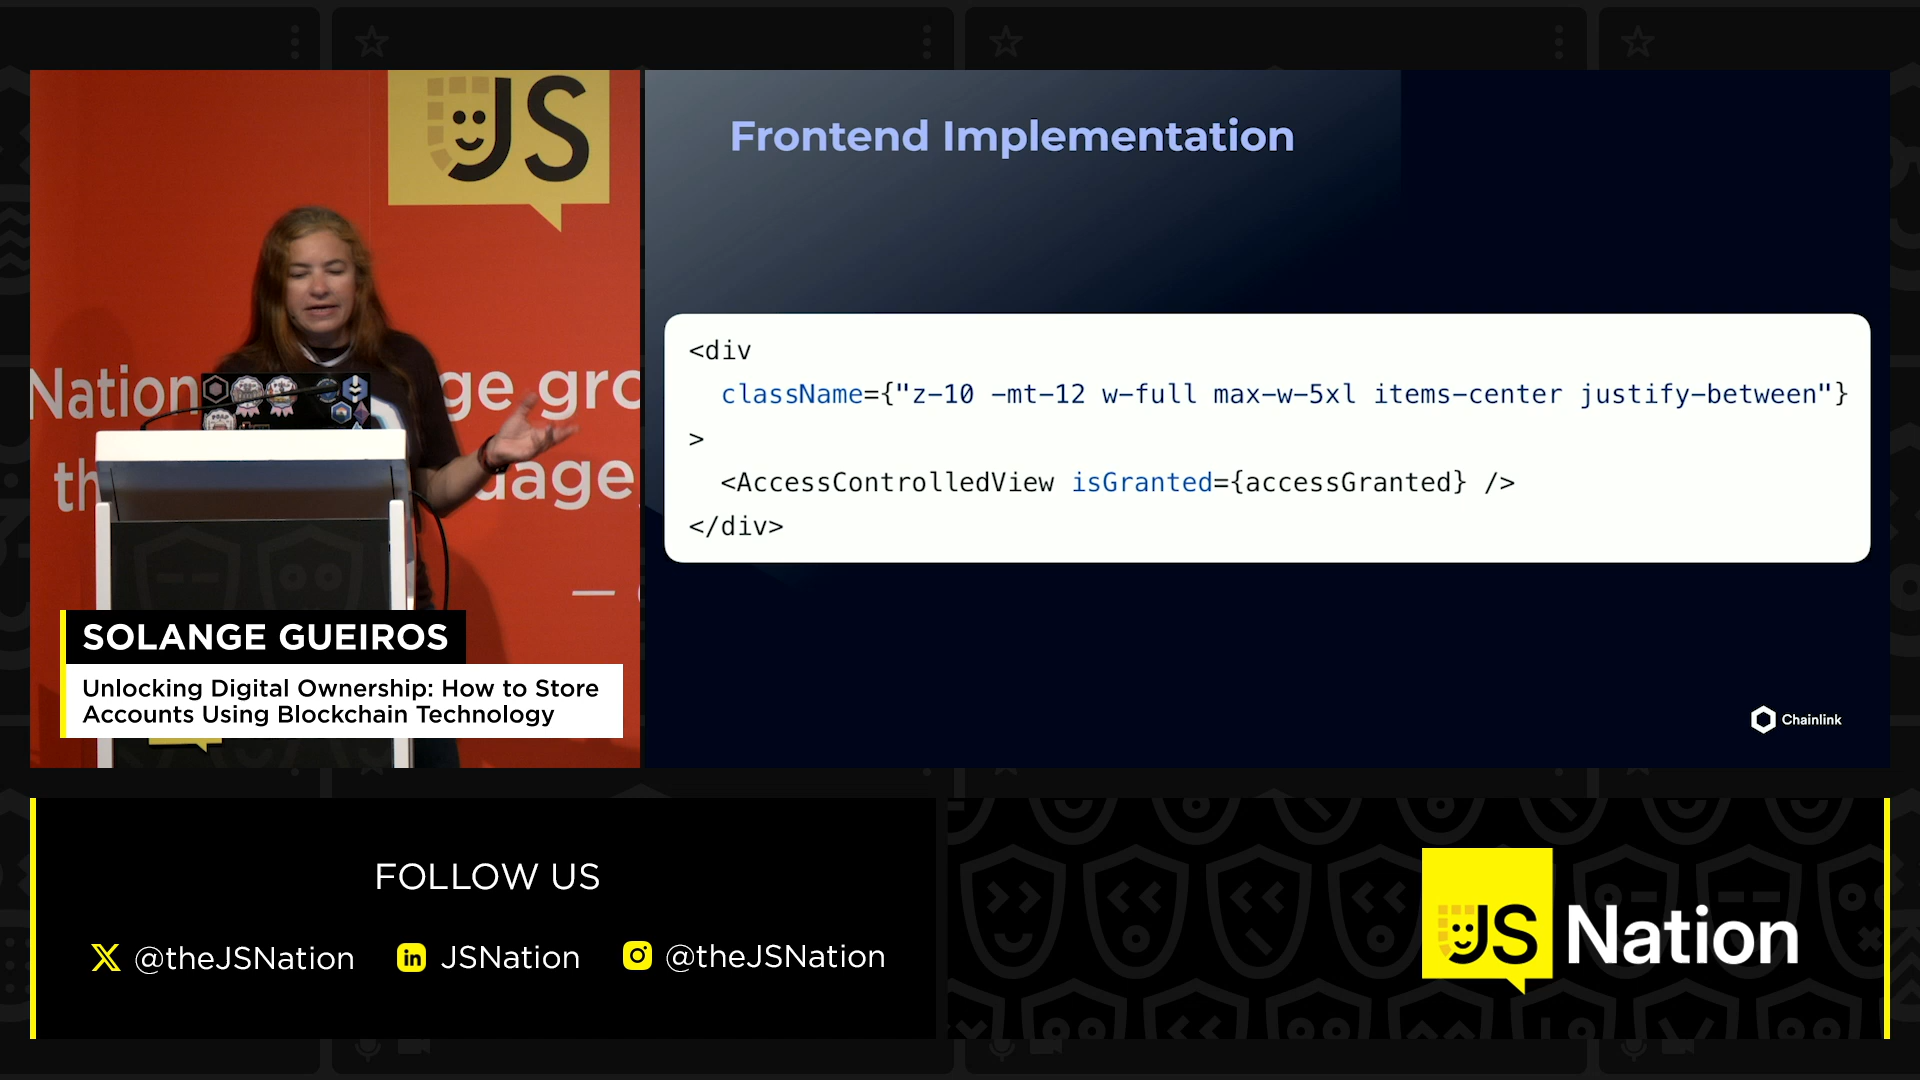 JS
Nation
ge gro
th
uage
SOLANGE GUEIROS
Unlocking Digital Ownership: How to Store
Accounts Using Blockchain Technology
Frontend Implementation
<div
className={"z-10 -mt-12 w-full max-w-5xl items-center justify-between"}
>
<AccessControlledView isGranted={accessGranted} />
</div>
Chainlink
FOLLOW US
@theJSNation
in JSNation
@theJSNation
JS Nation